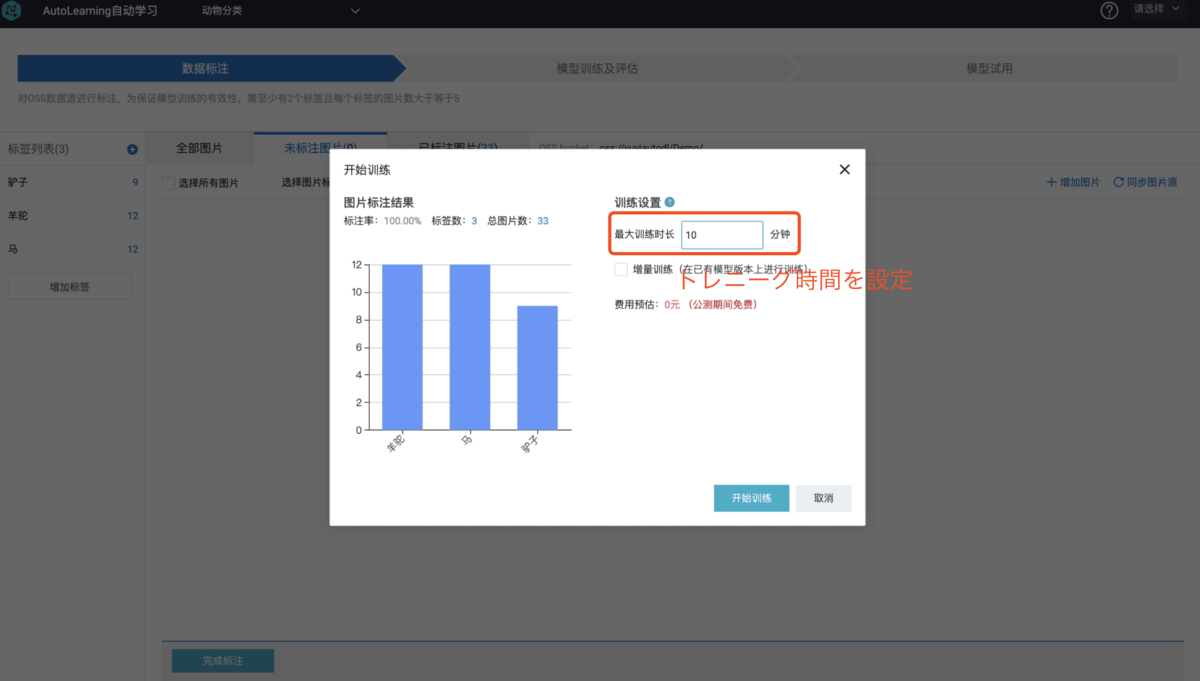 AutoLearning自动学习 动物分类 请选择
数据标注 模型训练及评估 模型试用
对OSS数据源进行标注，为保证模型训练的有效性，需至少有2个标签且每个标签的图片数大于等于5
标签列表(3) 全部图片 未标注图片(0) 已标注图片(33) OSS bucket:
驴子 9
羊驼 12
马 12
增加标签
选择所有图片 选择图片标
增加图片 同步图片源
开始训练
图片标注结果
标注率: 100.00% 标签数: 3 总图片数: 33
12
10
8
6
4
2
0
羊驼 马 驴子
训练设置
最大训练时长 10 分钟
增量训练（在已有模型版本上进行训练）
トレーニーグ時間を設定
费用预估: 0元 （公测期间免费）
开始训练 取消
完成标注